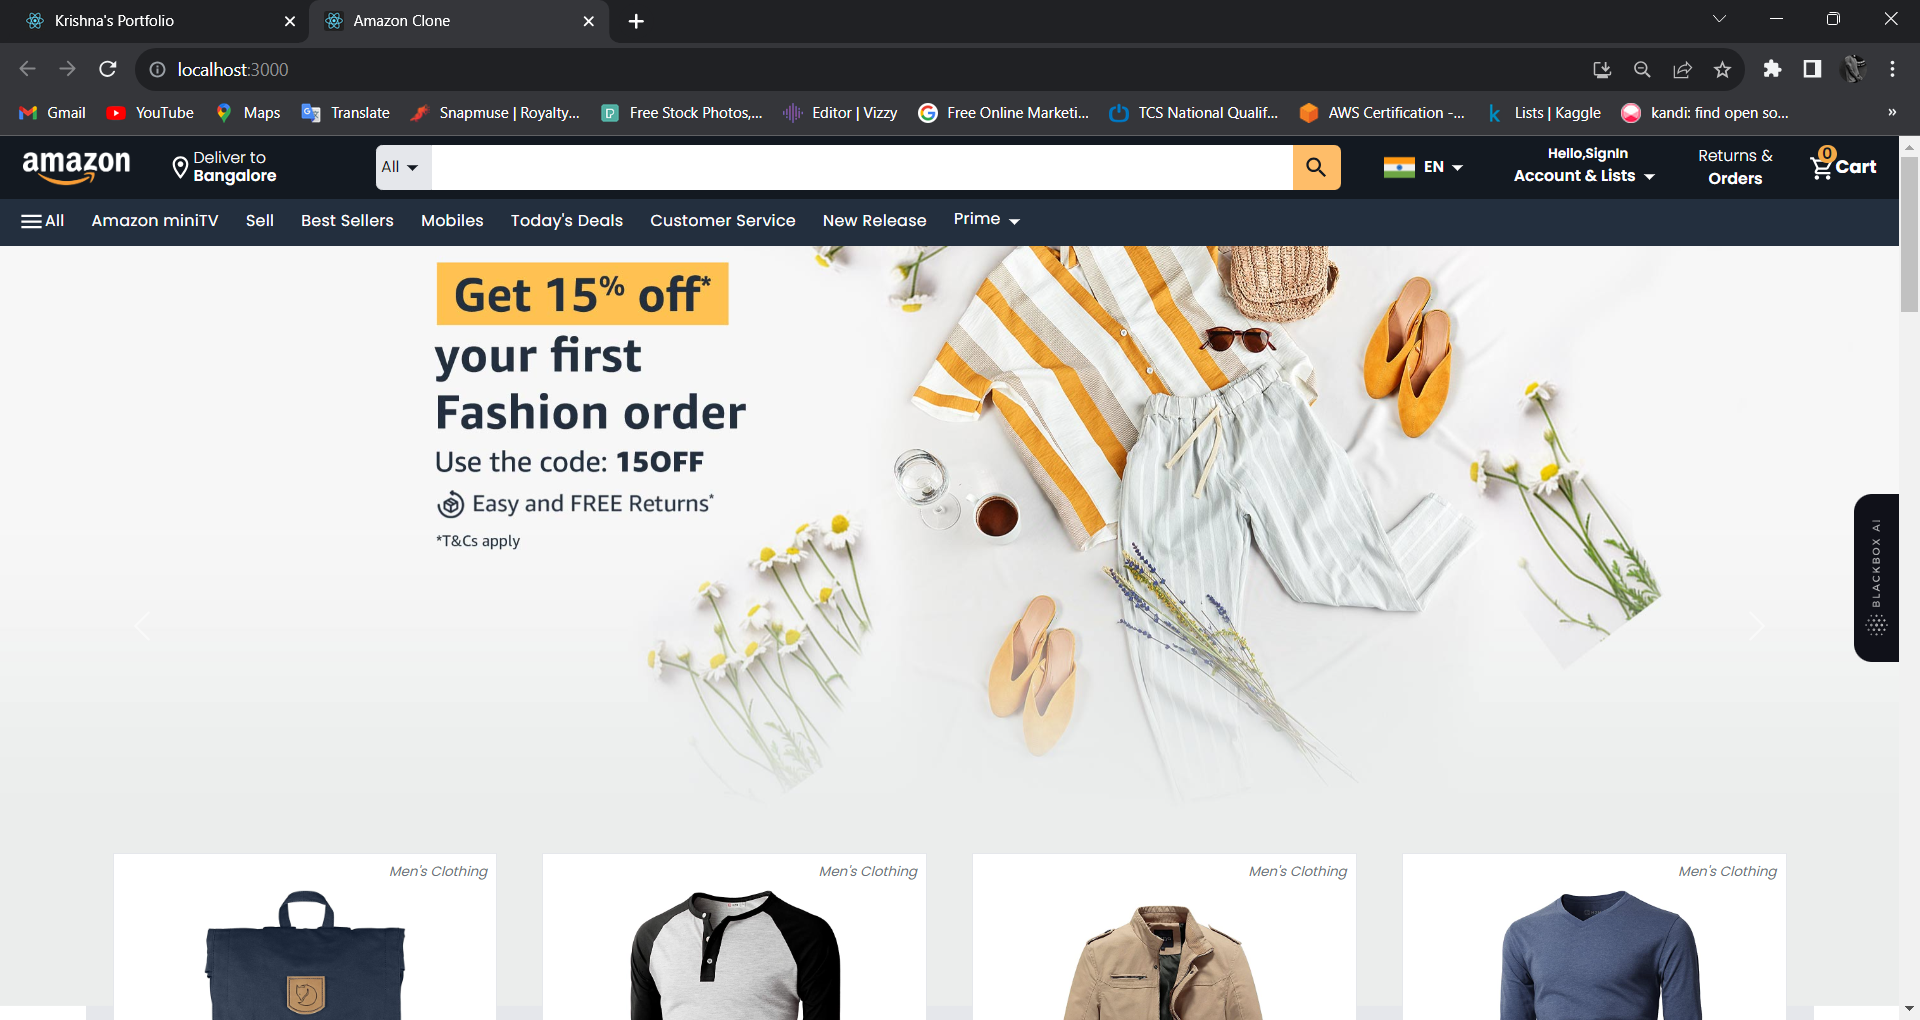 Krishna's Portfolio
Amazon Clone
localhost:3000
Gmail
YouTube
Maps
Translate
Snapmuse | Royalty...
Free Stock Photos,...
Editor | Vizzy
Free Online Marketi...
TCS National Qualif...
AWS Certification -...
Lists | Kaggle
kandi: find open so...
»
amazon
Deliver to
Bangalore
All
EN
Hello,SignIn
Account & Lists
Returns &
Orders
0
Cart
All
Amazon miniTV
Sell
Best Sellers
Mobiles
Today's Deals
Customer Service
New Release
Prime
Get 15% off*
your first
Fashion order
Use the code: 15OFF
Easy and FREE Returns*
*T&Cs apply
BLACKBOX AI
Men's Clothing
Men's Clothing
Men's Clothing
Men's Clothing